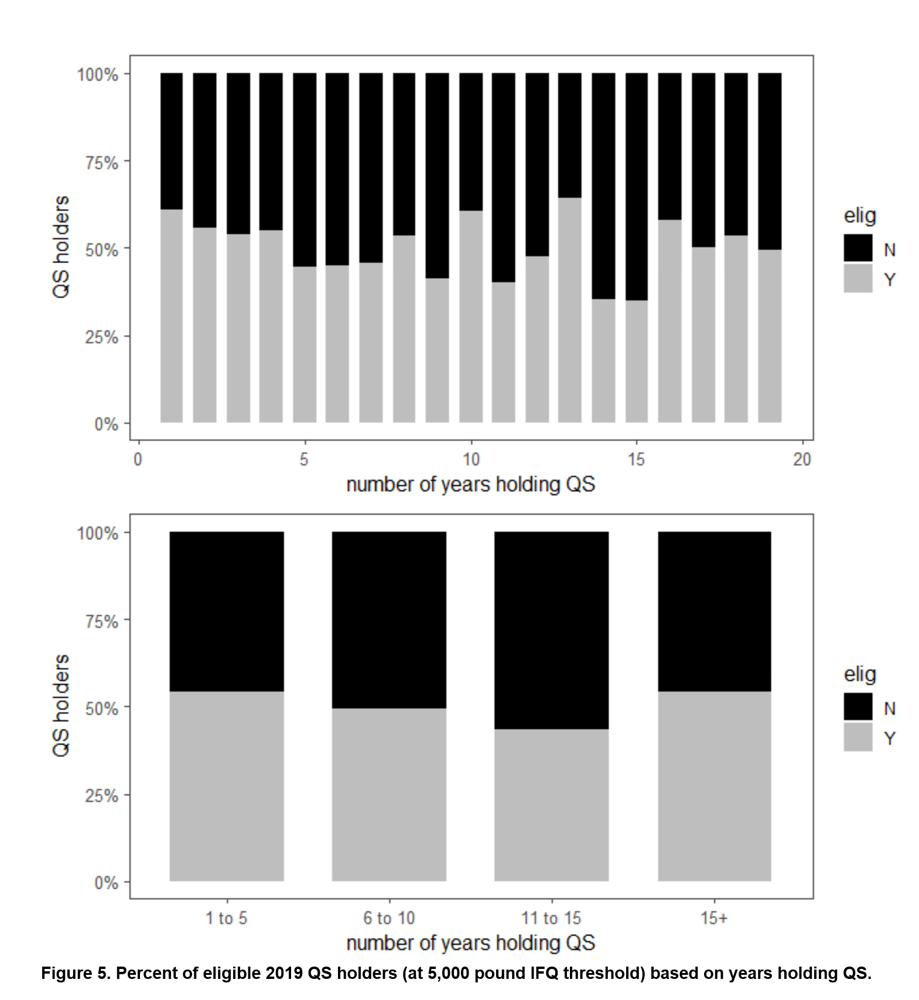 100%
75%
50%
25%
0%
QS holders
0 5 10 15 20
number of years holding QS
elig
N
Y
100%
75%
50%
25%
0%
QS holders
1 to 5 6 to 10 11 to 15 15+
number of years holding QS
elig
N
Y
Figure 5. Percent of eligible 2019 QS holders (at 5,000 pound IFQ threshold) based on years holding QS.